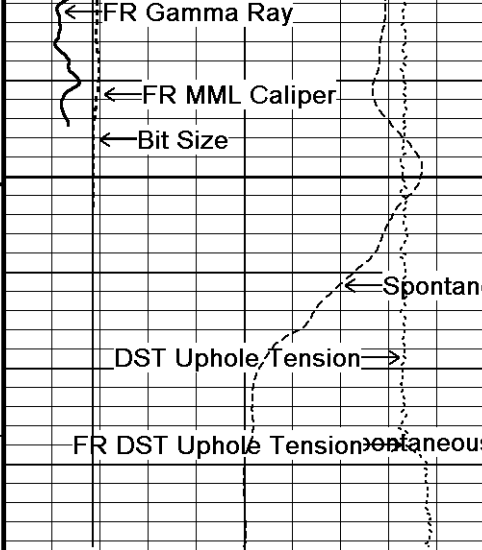 FR Gamma Ray
FR MML Caliper
Bit Size
Spontan
DST Uphole Tension
FR DST Uphole Tension ontaneous